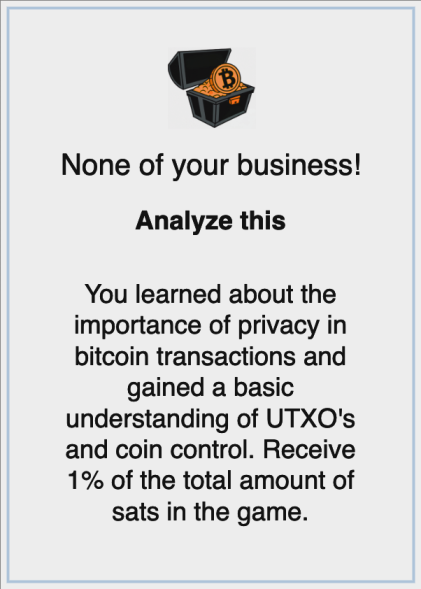 None of your business!
Analyze this
You learned about the
importance of privacy in
bitcoin transactions and
gained a basic
understanding of UTXO's
and coin control. Receive
1% of the total amount of
sats in the game.